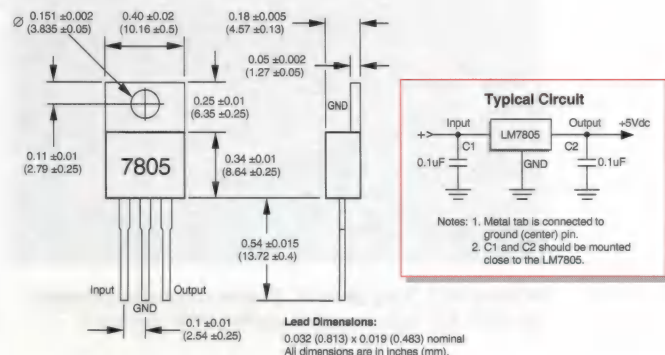 Ø 0.151 ±0.002
(3.835 ±0.05)
0.40 ±0.02
(10.16 ±0.5)
0.18 ±0.005
(4.57 ±0.13)
0.05 ±0.002
(1.27 ±0.05)
GND
0.25 ±0.01
(6.35 ±0.25)
0.11 ±0.01
(2.79 ±0.25)
7805
0.34 ±0.01
(8.64 ±0.25)
0.54 ±0.015
(13.72 ±0.4)
Input
GND
Output
0.1 ±0.01
(2.54 ±0.25)
Lead Dimensions:
0.032 (0.813) x 0.019 (0.483) nominal
All dimensions are in inches (mm).
Typical Circuit
Input
Output
+5Vdc
+>
LM7805
C1
C2
0.1uF
GND
0.1uF
Notes: 1. Metal tab is connected to
ground (center) pin.
2. C1 and C2 should be mounted
close to the LM7805.